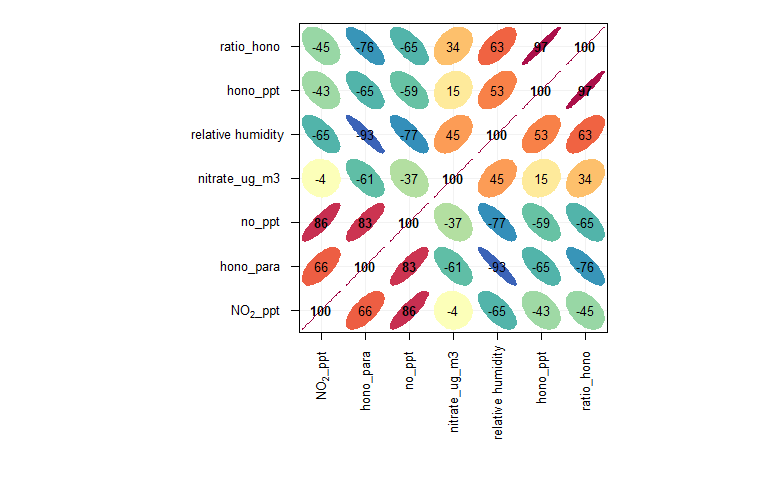 ratio_hono -45 -76 -65 34 63 97 100
hono_ppt -43 -65 -59 15 53 100 97
relative humidity -65 -93 -77 45 100 53 63
nitrate_ug_m3 -4 -61 -37 100 45 15 34
no_ppt 86 83 100 -37 -77 -59 -65
hono_para 66 100 83 -61 -93 -65 -76
NO₂_ppt 100 66 86 -4 -65 -43 -45
NO₂_ppt
hono_para
no_ppt
nitrate_ug_m3
relative humidity
hono_ppt
ratio_hono